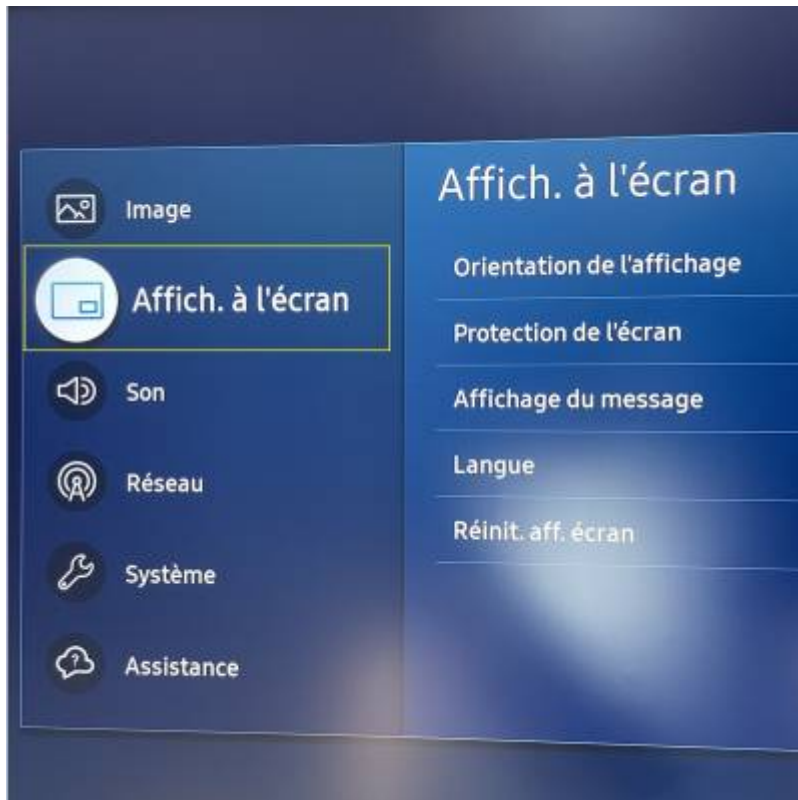 Image
Affich. à l'écran
Son
Réseau
Système
Assistance
Affich. à l'écran
Orientation de l'affichage
Protection de l'écran
Affichage du message
Langue
Réinit. aff. écran